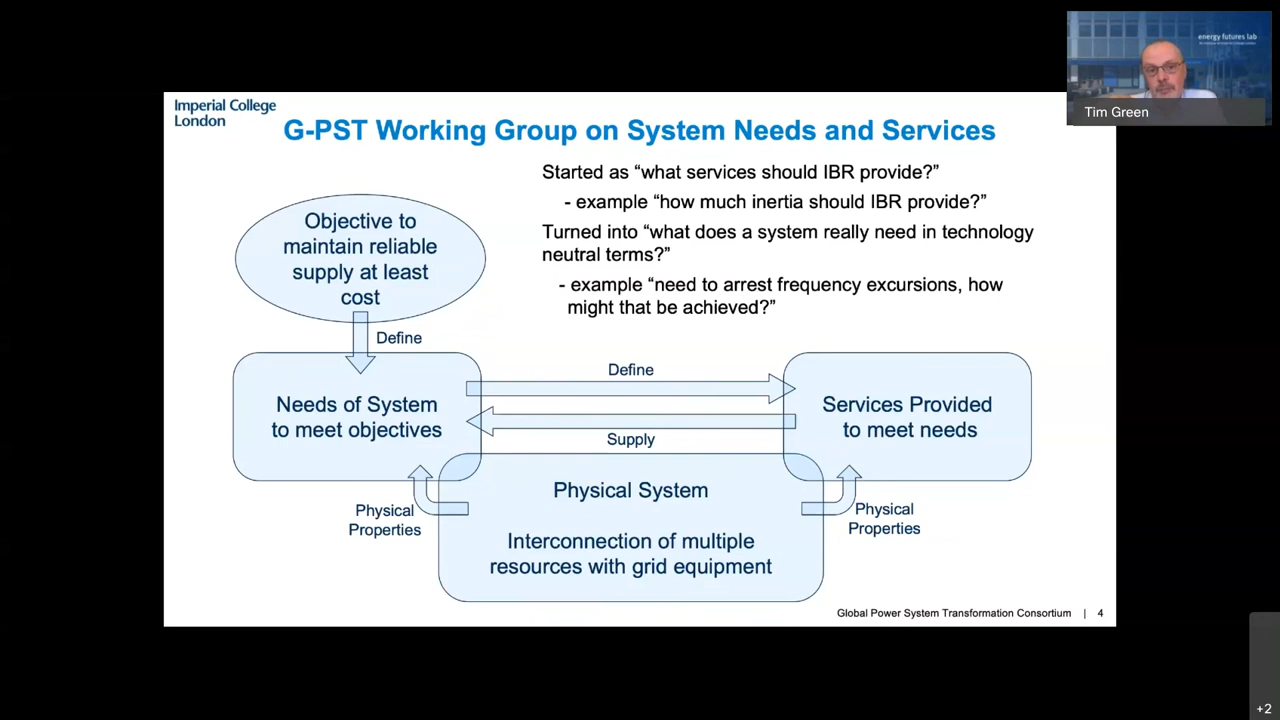 energy futures lab
Tim Green
Imperial College
London
G-PST Working Group on System Needs and Services
Started as “what services should IBR provide?”
- example “how much inertia should IBR provide?”
Turned into “what does a system really need in technology
neutral terms?”
- example “need to arrest frequency excursions, how
might that be achieved?”
Objective to
maintain reliable
supply at least
cost
Define
Needs of System
to meet objectives
Define
Supply
Services Provided
to meet needs
Physical
Properties
Physical System
Interconnection of multiple
resources with grid equipment
Physical
Properties
Global Power System Transformation Consortium | 4
+2